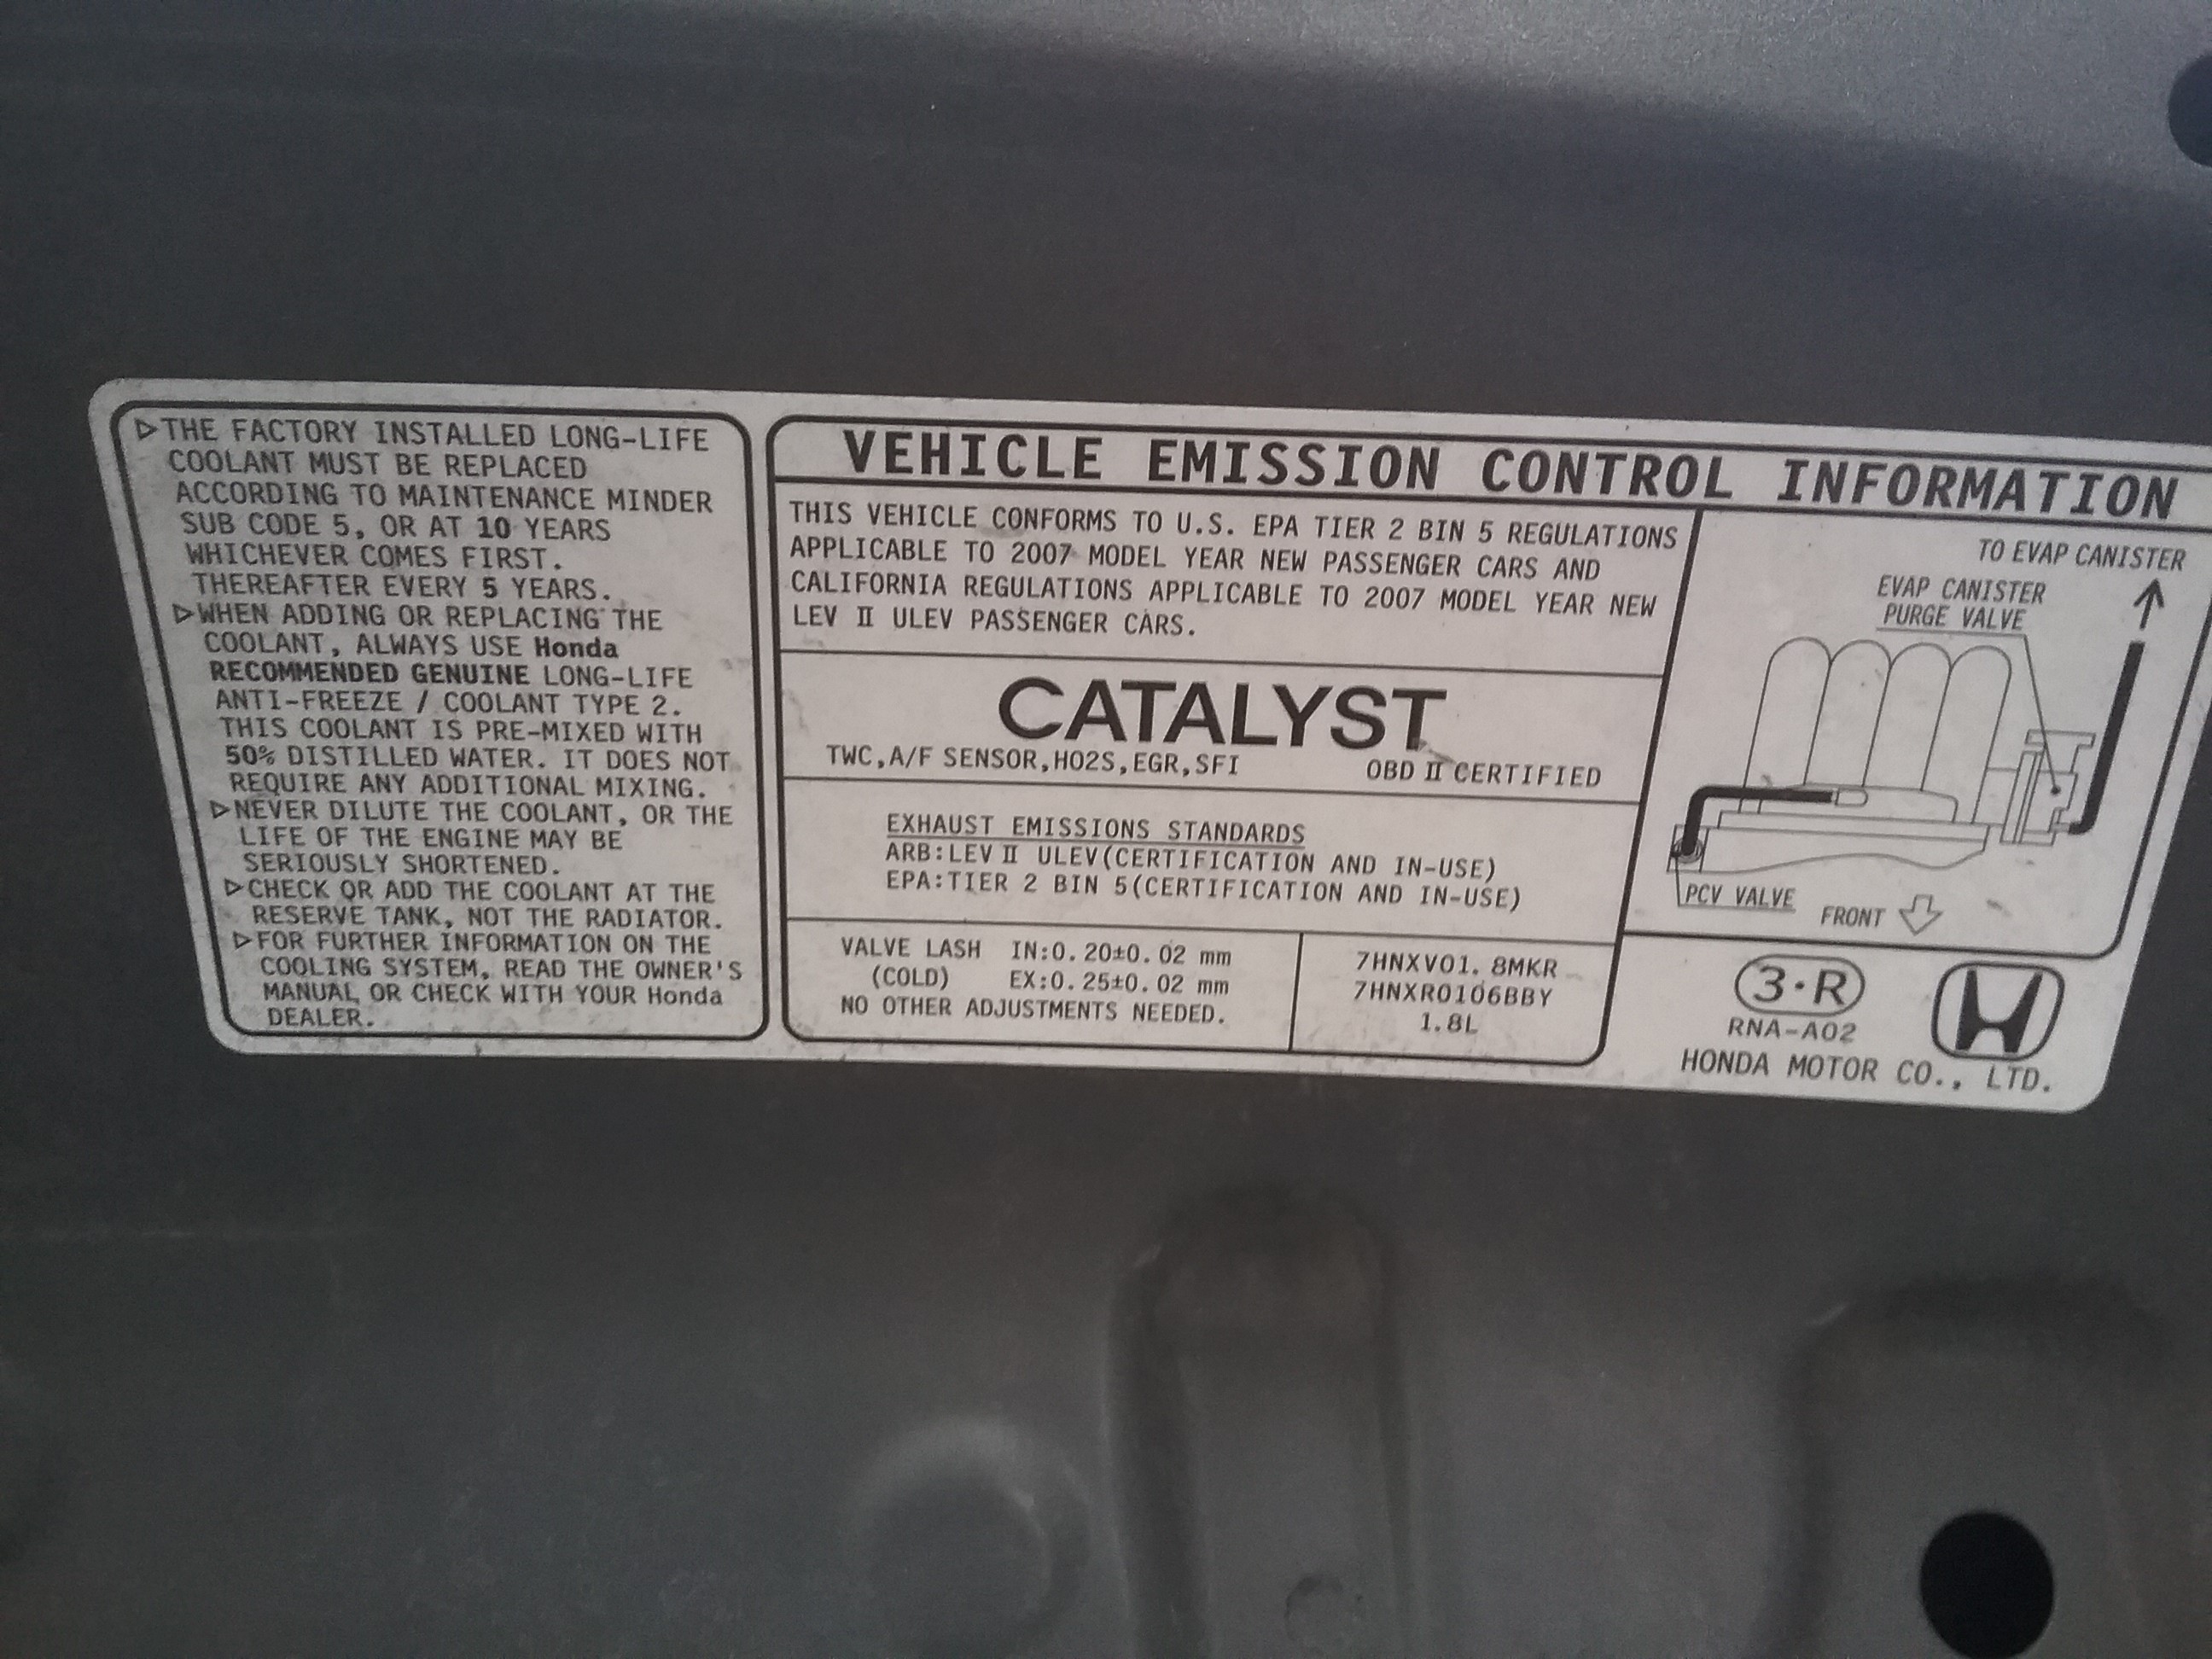 ▷THE FACTORY INSTALLED LONG-LIFE
COOLANT MUST BE REPLACED
ACCORDING TO MAINTENANCE MINDER
SUB CODE 5, OR AT 10 YEARS
WHICHEVER COMES FIRST.
THEREAFTER EVERY 5 YEARS.
▷WHEN ADDING OR REPLACING THE
COOLANT, ALWAYS USE Honda
RECOMMENDED GENUINE LONG-LIFE
ANTI-FREEZE / COOLANT TYPE 2.
THIS COOLANT IS PRE-MIXED WITH
50% DISTILLED WATER. IT DOES NOT
REQUIRE ANY ADDITIONAL MIXING.
▷NEVER DILUTE THE COOLANT, OR THE
LIFE OF THE ENGINE MAY BE
SERIOUSLY SHORTENED.
▷CHECK OR ADD THE COOLANT AT THE
RESERVE TANK, NOT THE RADIATOR.
▷FOR FURTHER INFORMATION ON THE
COOLING SYSTEM, READ THE OWNER'S
MANUAL OR CHECK WITH YOUR Honda
DEALER.
VEHICLE EMISSION CONTROL INFORMATION
THIS VEHICLE CONFORMS TO U.S. EPA TIER 2 BIN 5 REGULATIONS
APPLICABLE TO 2007 MODEL YEAR NEW PASSENGER CARS AND
CALIFORNIA REGULATIONS APPLICABLE TO 2007 MODEL YEAR NEW
LEV II ULEV PASSENGER CARS.
CATALYST
TWC,A/F SENSOR,HO2S,EGR,SFI OBD II CERTIFIED
EXHAUST EMISSIONS STANDARDS
ARB:LEV II ULEV(CERTIFICATION AND IN-USE)
EPA:TIER 2 BIN 5(CERTIFICATION AND IN-USE)
VALVE LASH IN:0.20±0.02 mm
(COLD) EX:0.25±0.02 mm
NO OTHER ADJUSTMENTS NEEDED.
7HNXV01.8MKR
7HNXR0106BBY
1.8L
TO EVAP CANISTER
EVAP CANISTER
PURGE VALVE
PCV VALVE
FRONT
3·R
RNA-A02
HONDA MOTOR CO., LTD.